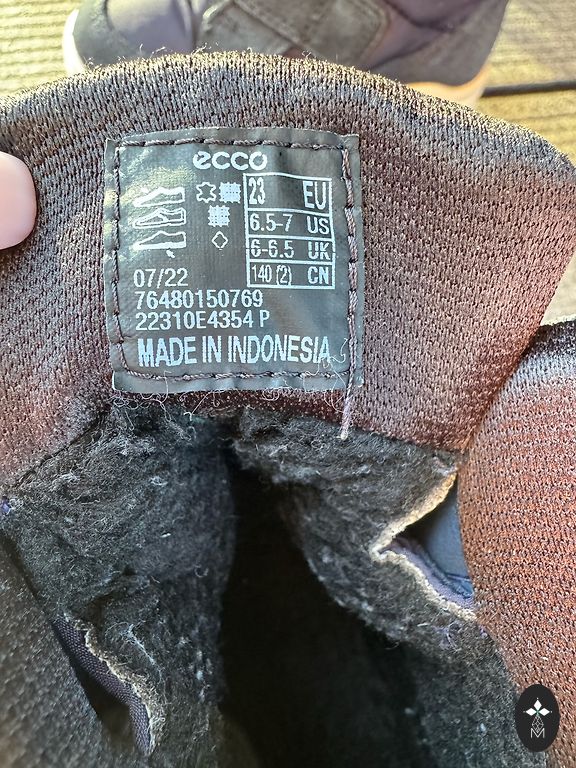 ecco
23 EU
6.5-7 US
6-6.5 UK
140 (2) CN
07/22
76480150769
22310E4354 P
MADE IN INDONESIA
M